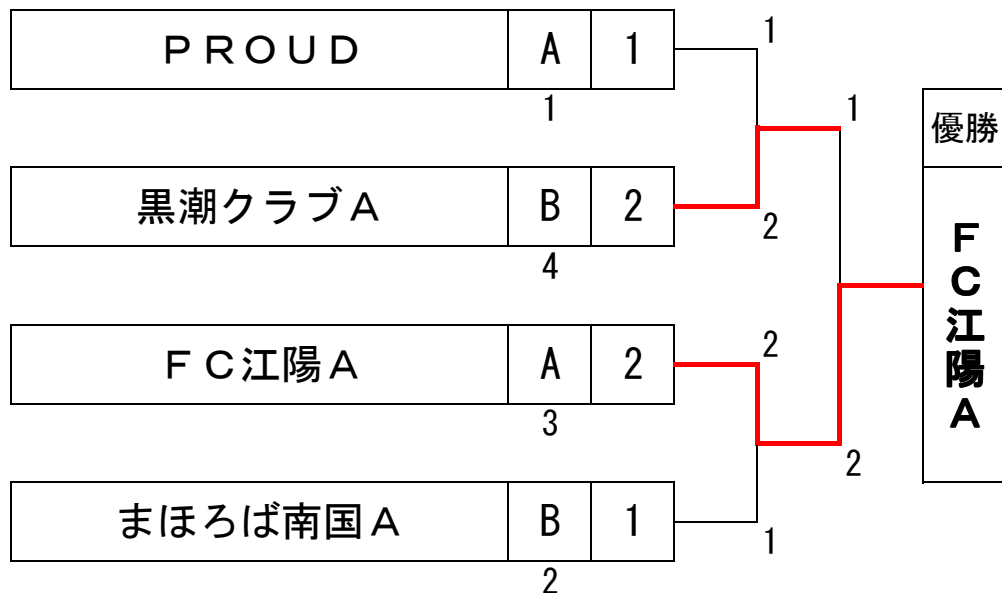 PROUD A 1 1
1 1
優勝
黒潮クラブA B 2 2
4
FC江陽A
FC江陽A A 2 2
3 2
まほろば南国A B 1 1
2